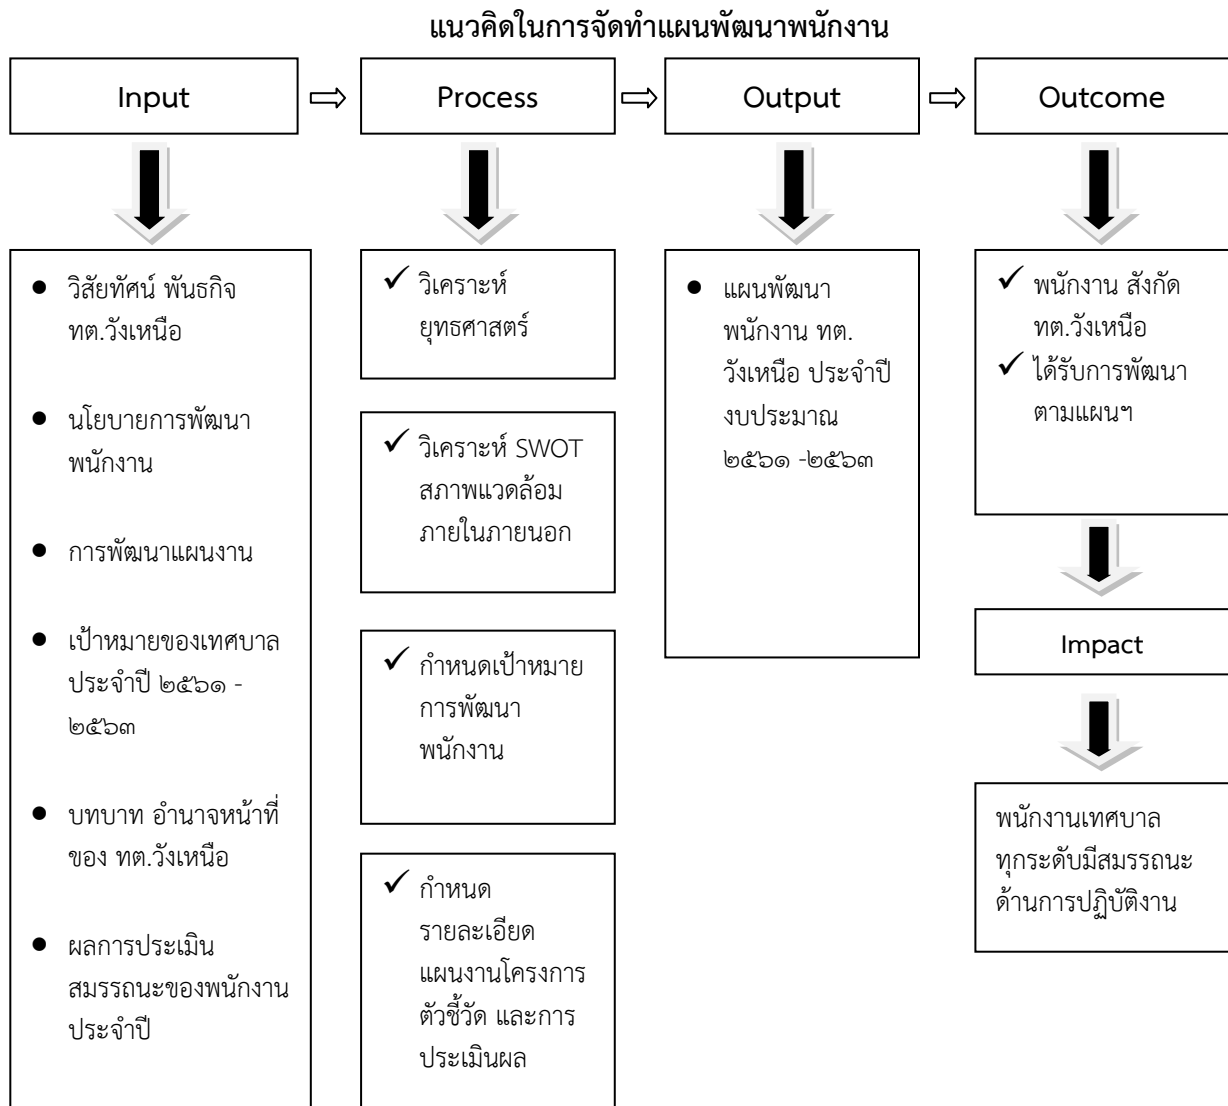 แนวคิดในการจัดทำแผนพัฒนาพนักงาน
Input
Process
Output
Outcome
วิสัยทัศน์ พันธกิจ
ทต.วังเหนือ
นโยบายการพัฒนา
พนักงาน
การพัฒนาแผนงาน
เป้าหมายของเทศบาล
ประจำปี ๒๕๖๑ -
๒๕๖๓
บทบาท อำนาจหน้าที่
ของ ทต.วังเหนือ
ผลการประเมิน
สมรรถนะของพนักงาน
ประจำปี
วิเคราะห์
ยุทธศาสตร์
วิเคราะห์ SWOT
สภาพแวดล้อม
ภายในภายนอก
กำหนดเป้าหมาย
การพัฒนา
พนักงาน
กำหนด
รายละเอียด
แผนงานโครงการ
ตัวชี้วัด และการ
ประเมินผล
แผนพัฒนา
พนักงาน ทต.
วังเหนือ ประจำปี
งบประมาณ
๒๕๖๑ -๒๕๖๓
พนักงาน สังกัด
ทต.วังเหนือ
ได้รับการพัฒนา
ตามแผนฯ
Impact
พนักงานเทศบาล
ทุกระดับมีสมรรถนะ
ด้านการปฏิบัติงาน